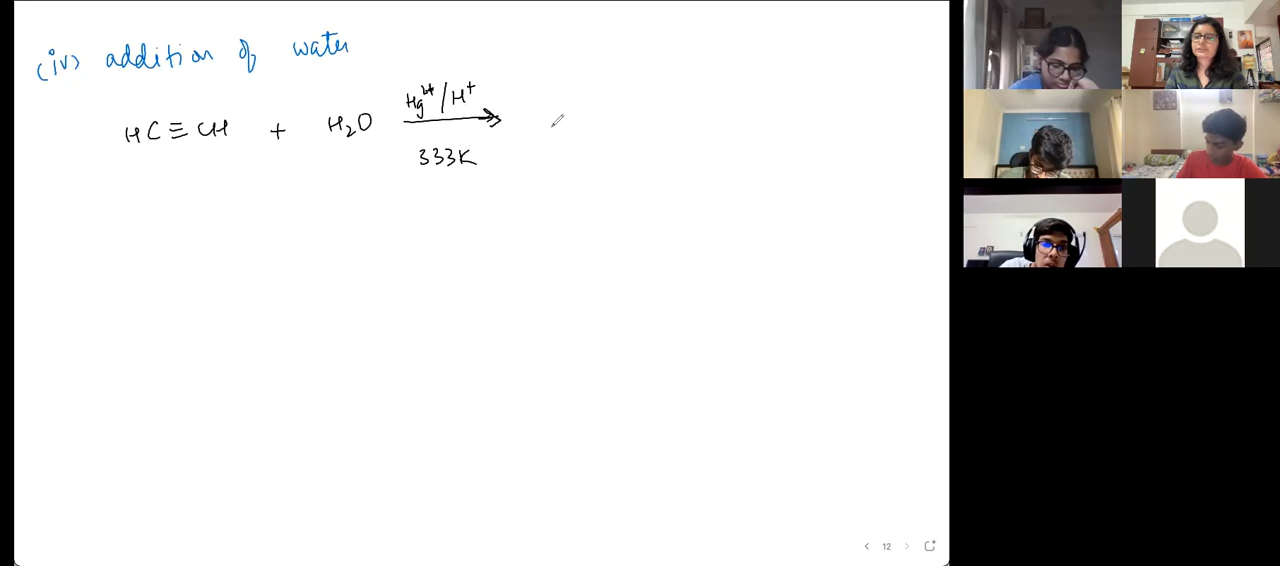 (iv) addition of water
HC ≡ CH + H₂O Hg²⁺/H⁺
333K
12